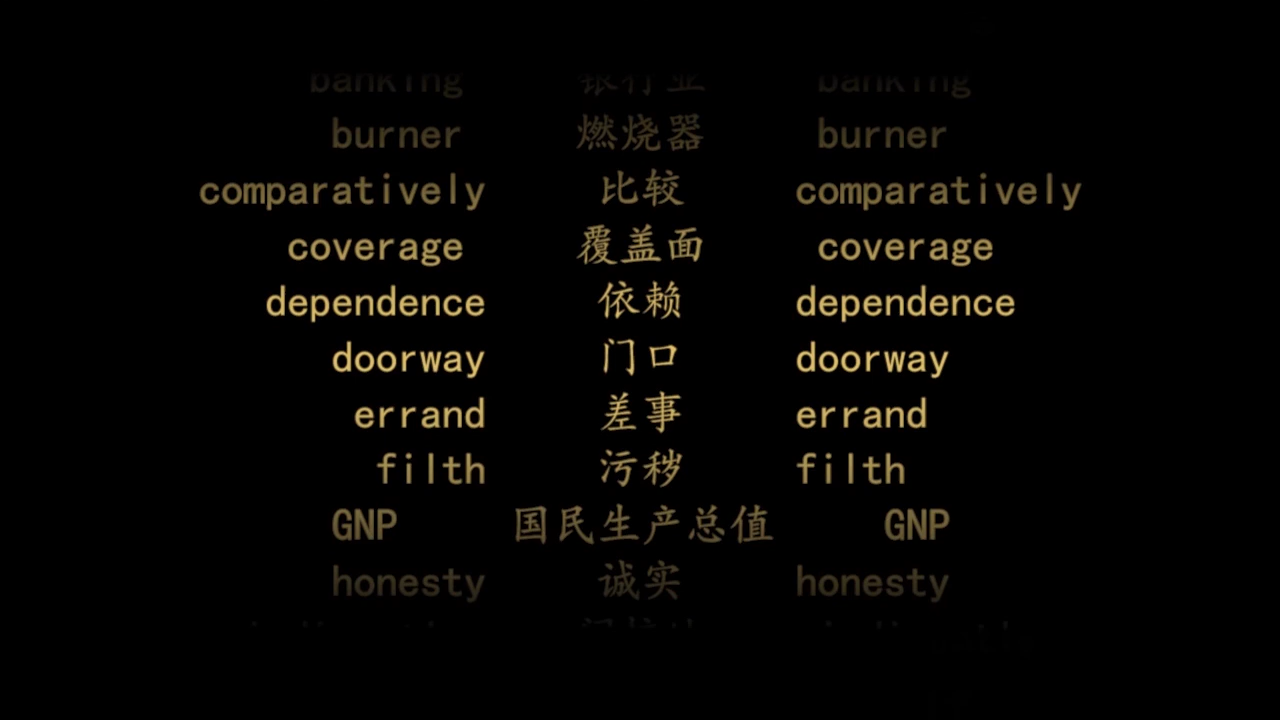 banking 银行业 banking
burner 燃烧器 burner
comparatively 比较 comparatively
coverage 覆盖面 coverage
dependence 依赖 dependence
doorway 门口 doorway
errand 差事 errand
filth 污秽 filth
GNP 国民生产总值 GNP
honesty 诚实 honesty